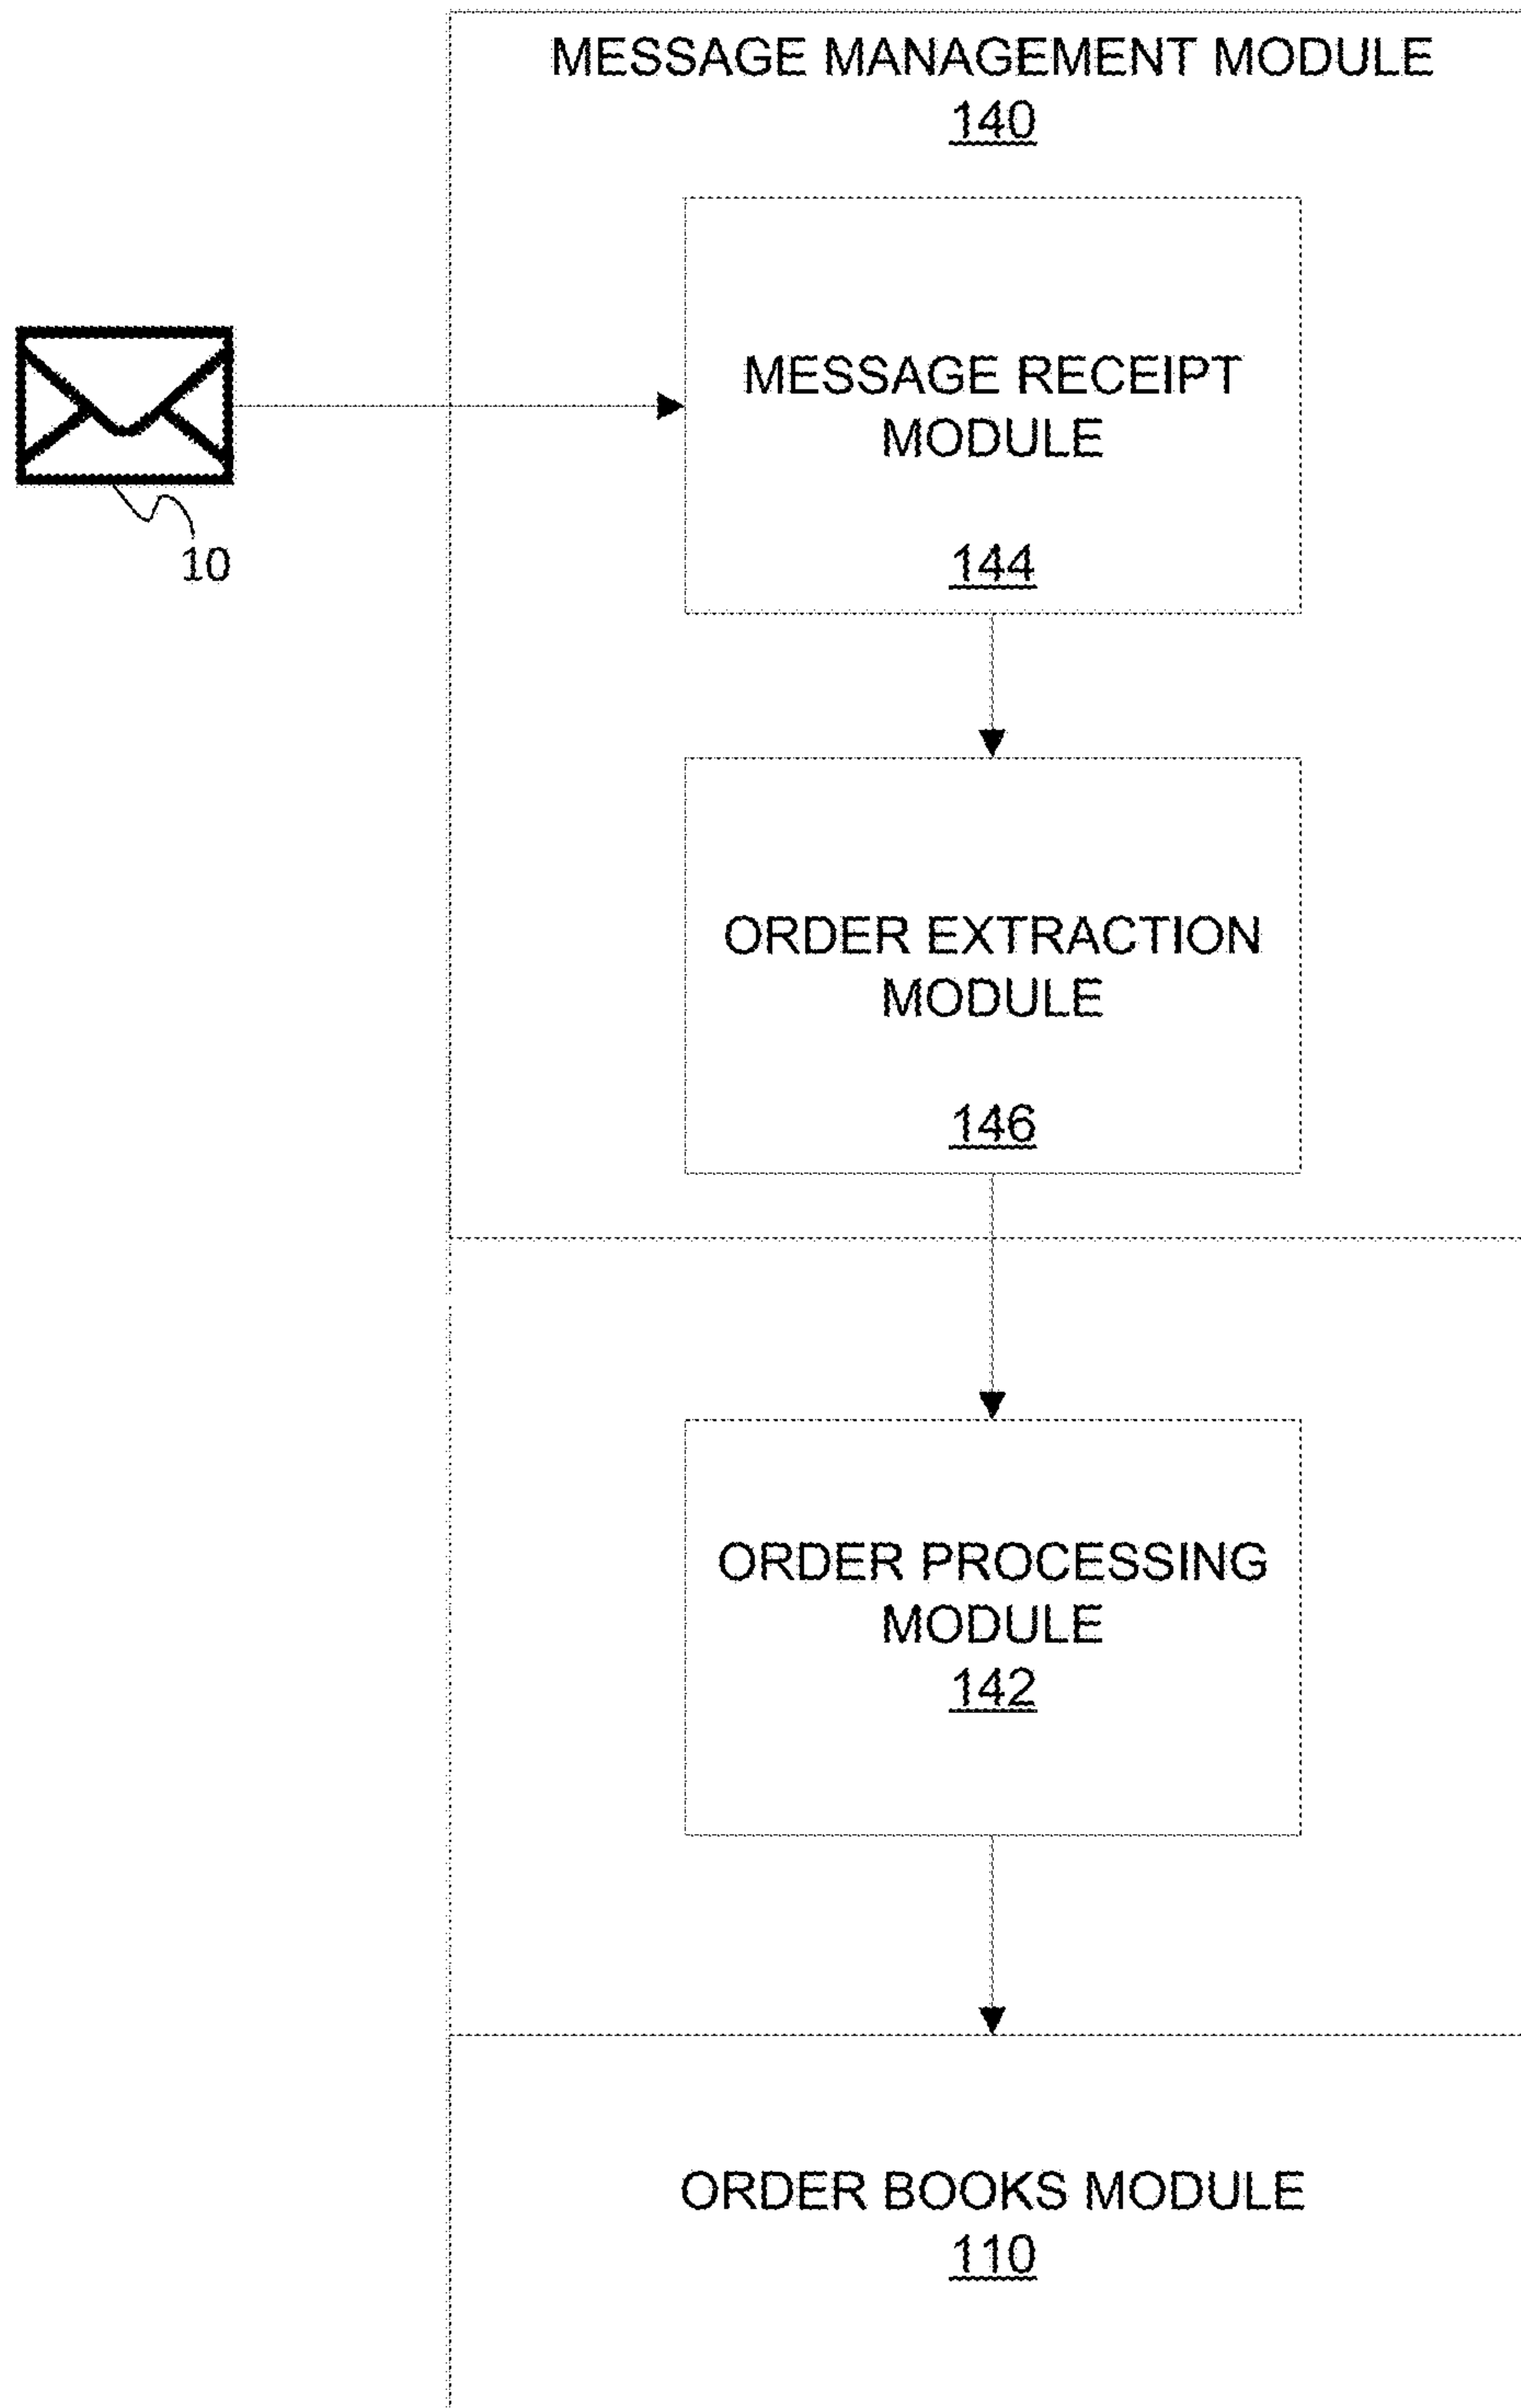 MESSAGE MANAGEMENT MODULE
140
MESSAGE RECEIPT
MODULE
144
10
ORDER EXTRACTION
MODULE
146
ORDER PROCESSING
MODULE
142
ORDER BOOKS MODULE
110